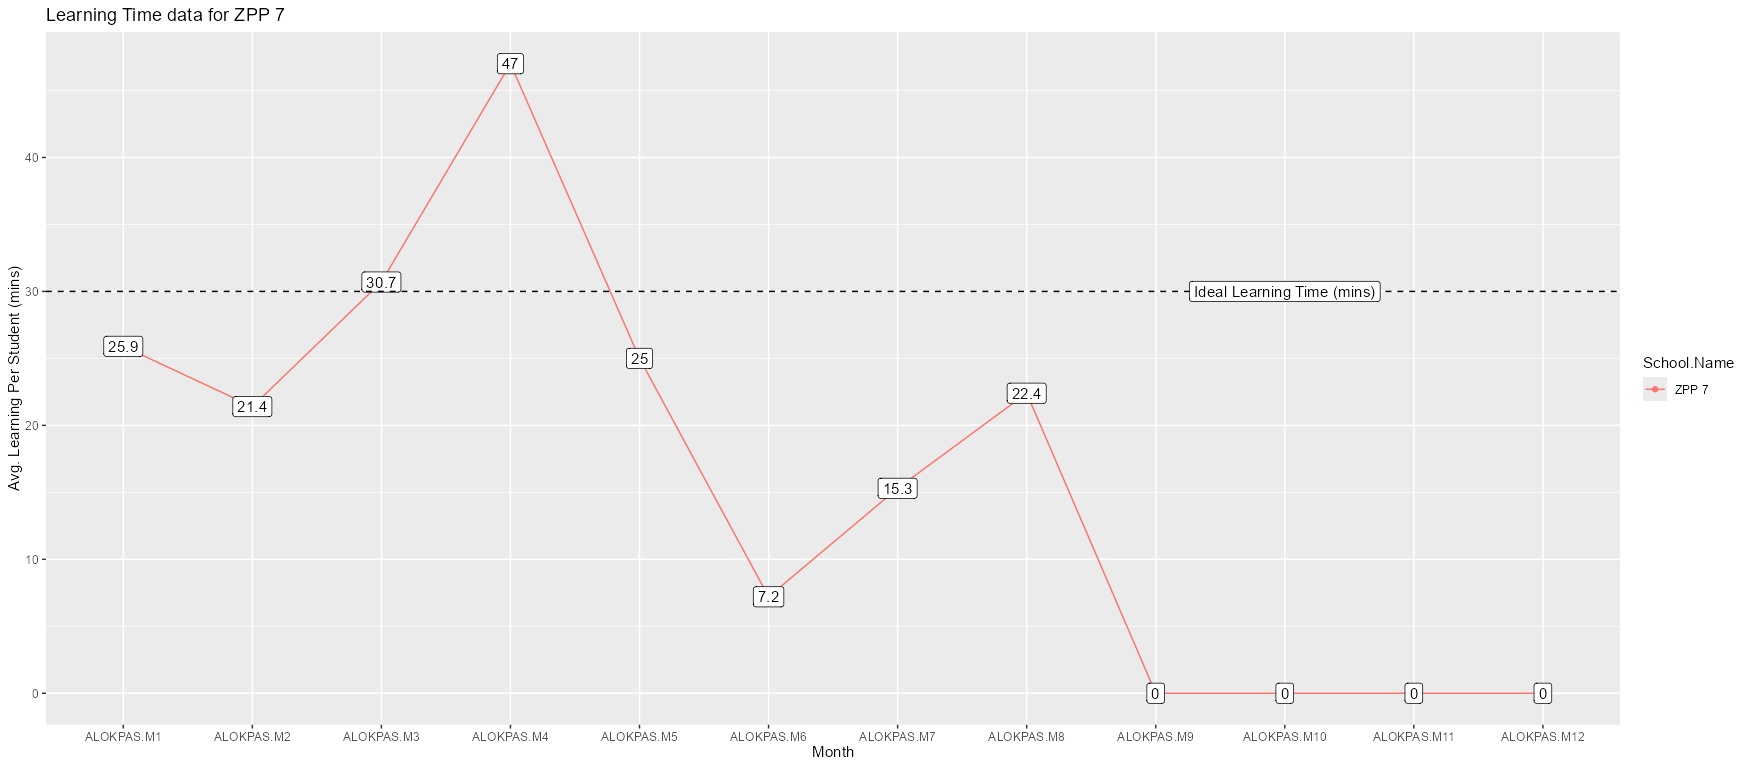 Learning Time data for ZPP 7
Avg. Learning Per Student (mins)
40
30
20
10
0
25.9
21.4
30.7
47
25
7.2
15.3
22.4
0
0
0
0
Ideal Learning Time (mins)
ALOKPAS.M1 ALOKPAS.M2 ALOKPAS.M3 ALOKPAS.M4 ALOKPAS.M5 ALOKPAS.M6 ALOKPAS.M7 ALOKPAS.M8 ALOKPAS.M9 ALOKPAS.M10 ALOKPAS.M11 ALOKPAS.M12
Month
School.Name
ZPP 7